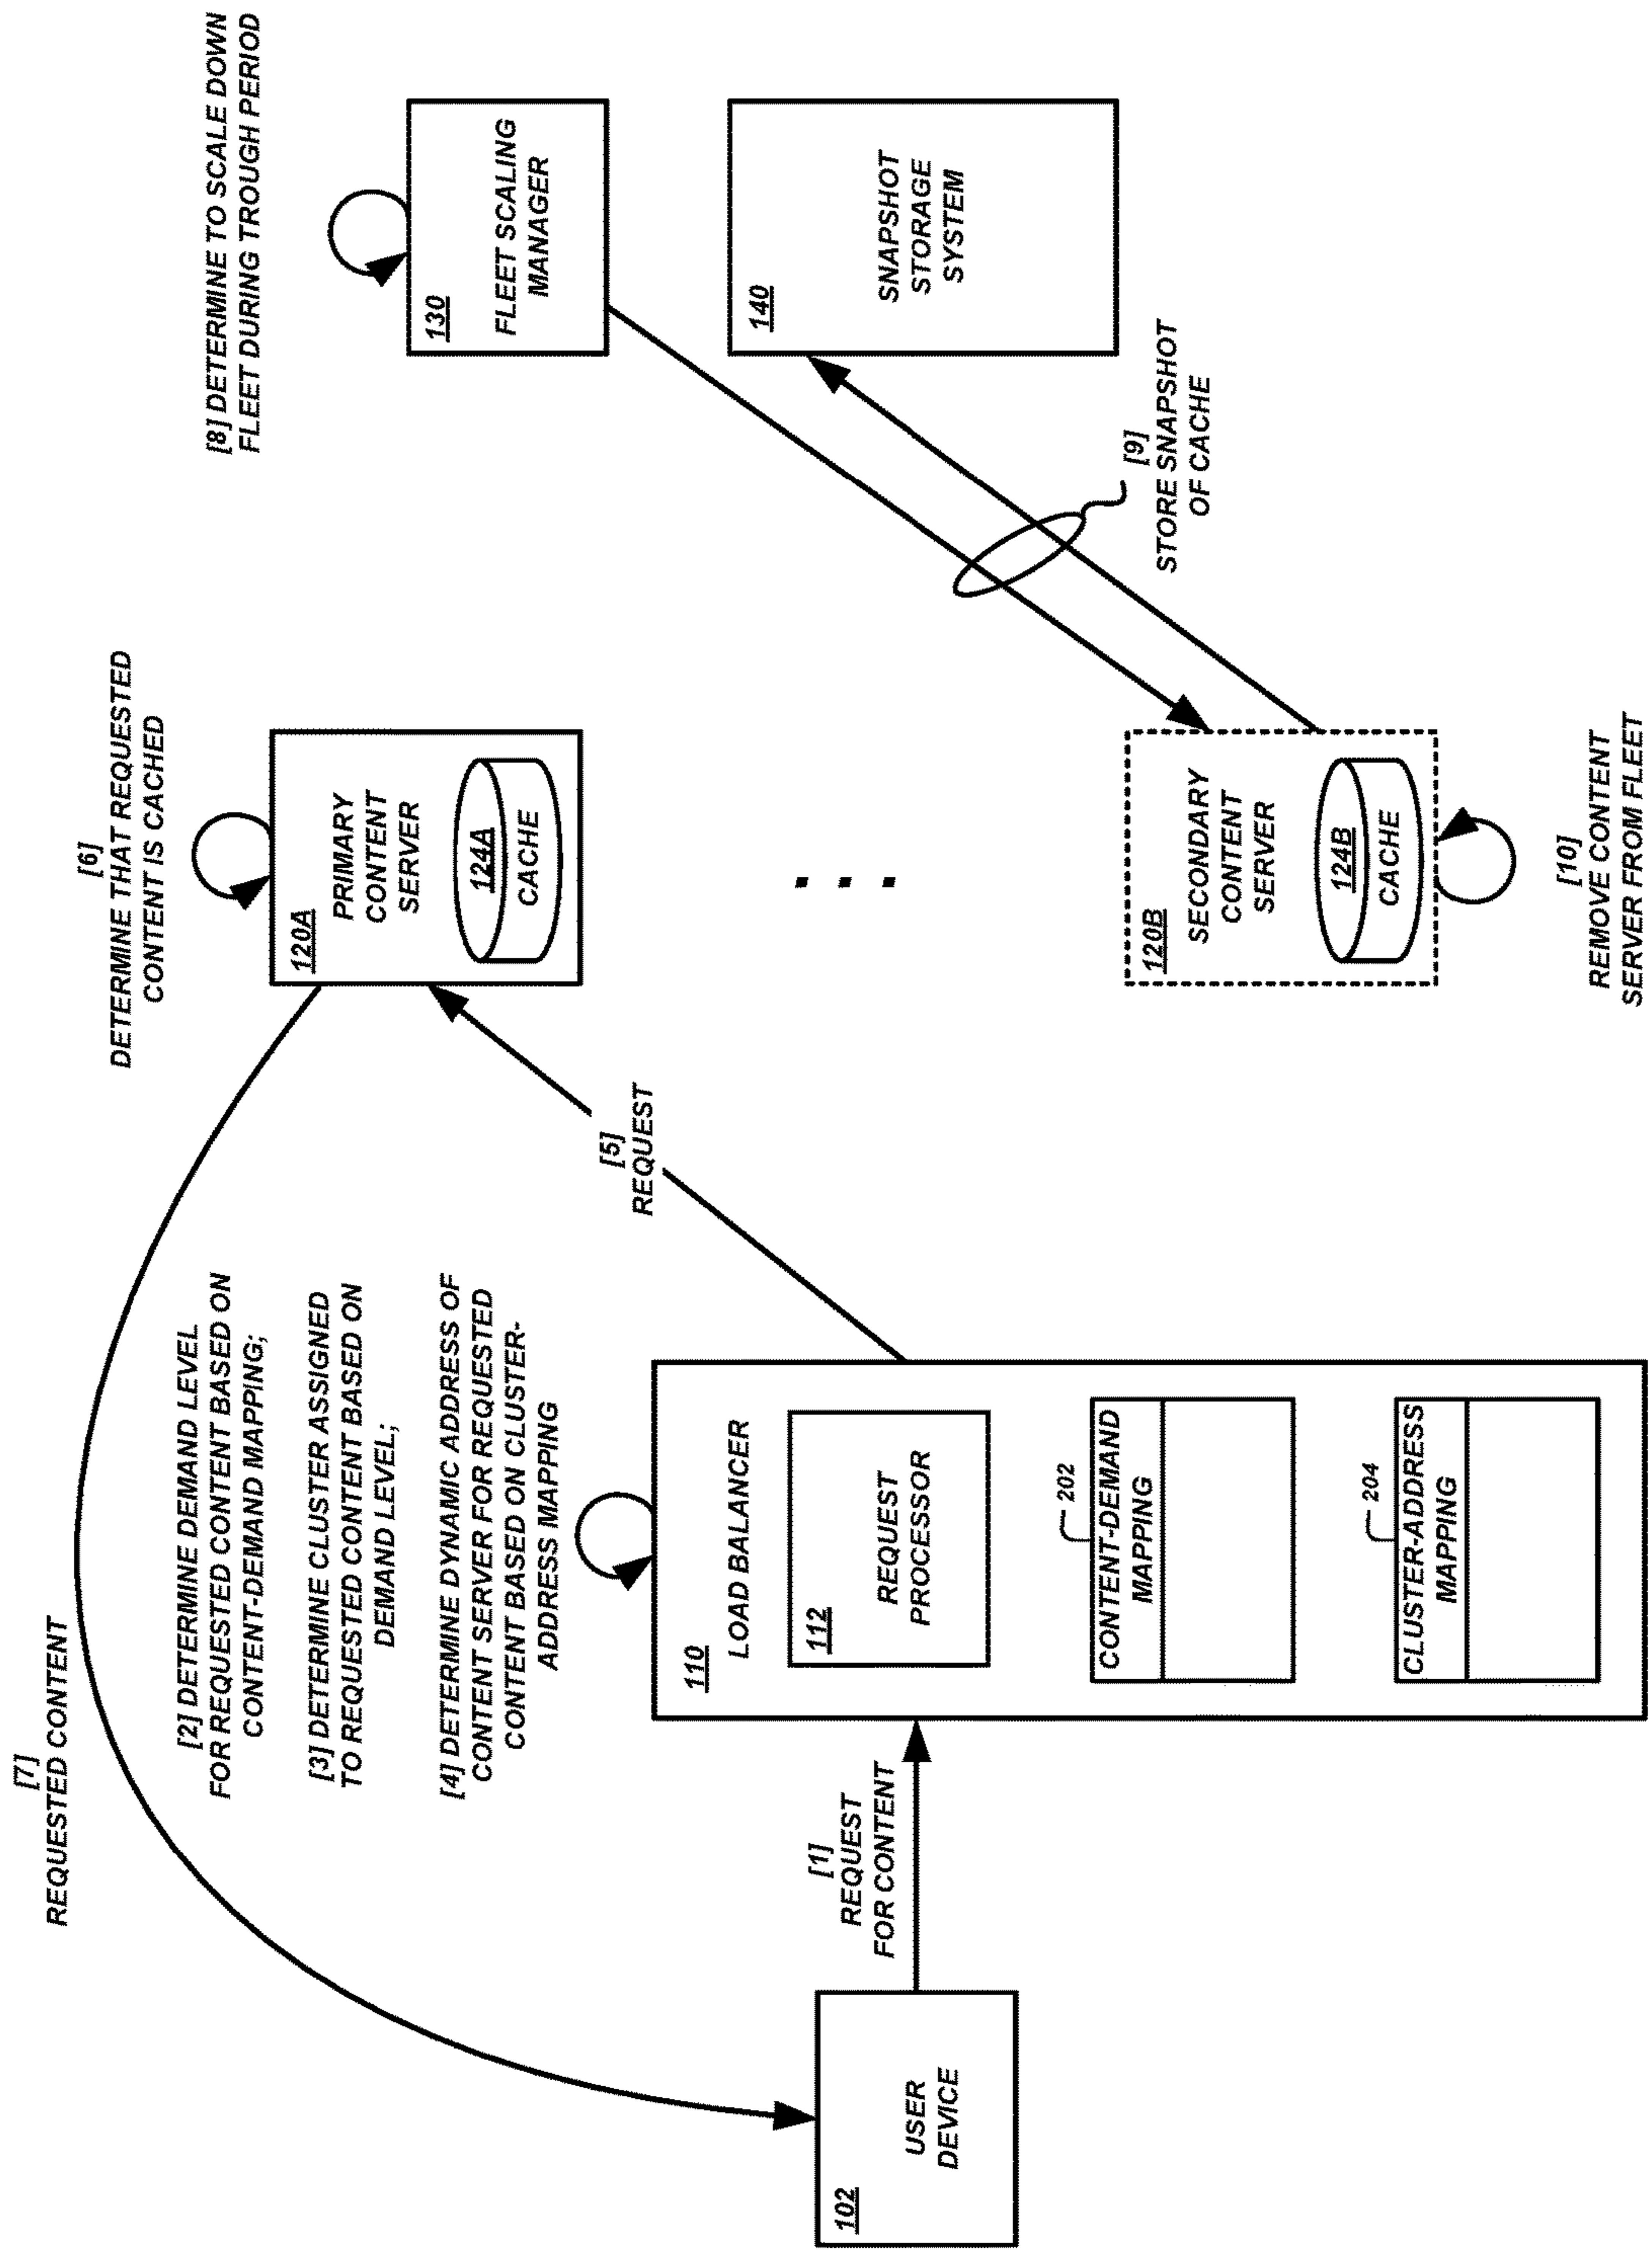 [7]
REQUESTED CONTENT
[2] DETERMINE DEMAND LEVEL
FOR REQUESTED CONTENT BASED ON
CONTENT-DEMAND MAPPING;
[3] DETERMINE CLUSTER ASSIGNED
TO REQUESTED CONTENT BASED ON
DEMAND LEVEL;
[4] DETERMINE DYNAMIC ADDRESS OF
CONTENT SERVER FOR REQUESTED
CONTENT BASED ON CLUSTER-
ADDRESS MAPPING
102
USER
DEVICE
[1]
REQUEST
FOR CONTENT
110
LOAD BALANCER
112
REQUEST
PROCESSOR
202
CONTENT-DEMAND
MAPPING
204
CLUSTER-ADDRESS
MAPPING
[5]
REQUEST
[6]
DETERMINE THAT REQUESTED
CONTENT IS CACHED
120A
PRIMARY
CONTENT
SERVER
124A
CACHE
. . .
120B
SECONDARY
CONTENT
SERVER
124B
CACHE
[10]
REMOVE CONTENT
SERVER FROM FLEET
[8] DETERMINE TO SCALE DOWN
FLEET DURING TROUGH PERIOD
130
FLEET SCALING
MANAGER
140
SNAPSHOT
STORAGE
SYSTEM
[9]
STORE SNAPSHOT
OF CACHE